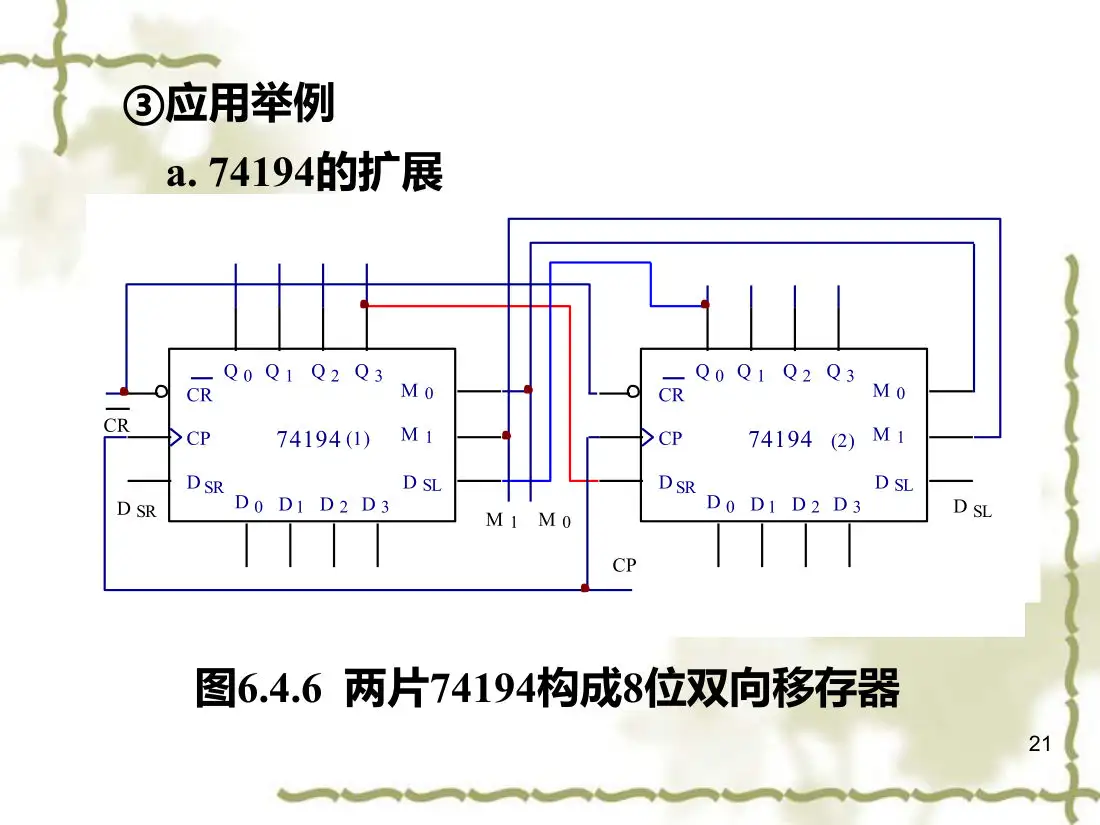 ③应用举例
a. 74194的扩展
Q0 Q1 Q2 Q3
CR
M0
CP
74194(1)
M1
DSR
DSL
D0 D1 D2 D3
CR
DSR
M1 M0
Q0 Q1 Q2 Q3
CR
M0
CP
74194 (2)
M1
DSR
DSL
D0 D1 D2 D3
DSL
CP
图6.4.6 两片74194构成8位双向移存器
21